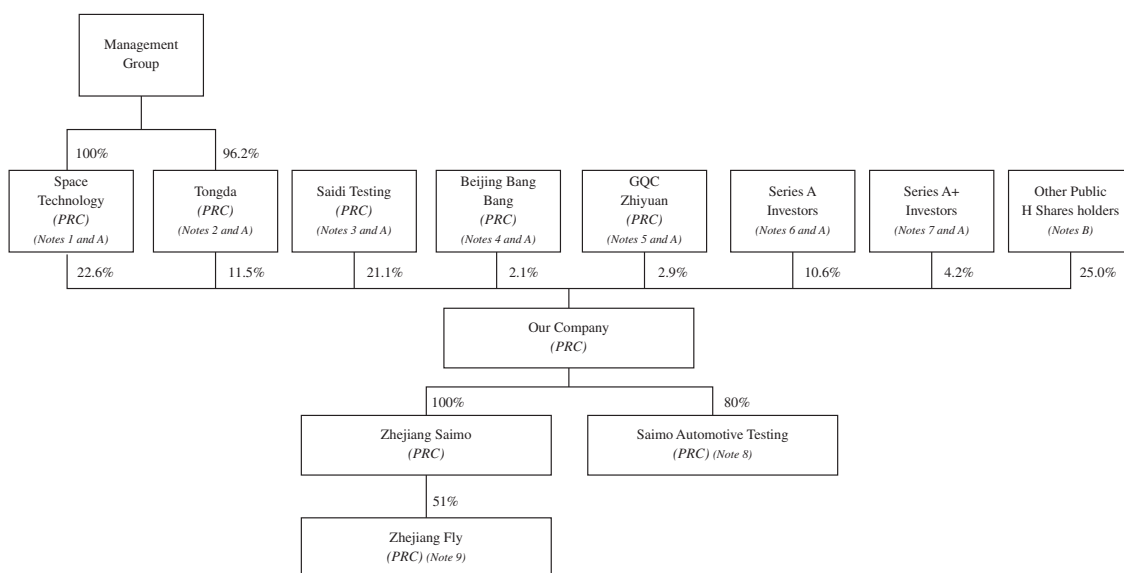 Management
Group
100%
96.2%
Space
Technology
(PRC)
(Notes 1 and A)
Tongda
(PRC)
(Notes 2 and A)
Saidi Testing
(PRC)
(Notes 3 and A)
Beijing Bang
Bang
(PRC)
(Notes 4 and A)
GQC
Zhiyuan
(PRC)
(Notes 5 and A)
Series A
Investors
(Notes 6 and A)
Series A+
Investors
(Notes 7 and A)
Other Public
H Shares holders
(Notes B)
22.6%
11.5%
21.1%
2.1%
2.9%
10.6%
4.2%
25.0%
Our Company
(PRC)
100%
80%
Zhejiang Saimo
(PRC)
Saimo Automotive Testing
(PRC) (Note 8)
51%
Zhejiang Fly
(PRC) (Note 9)